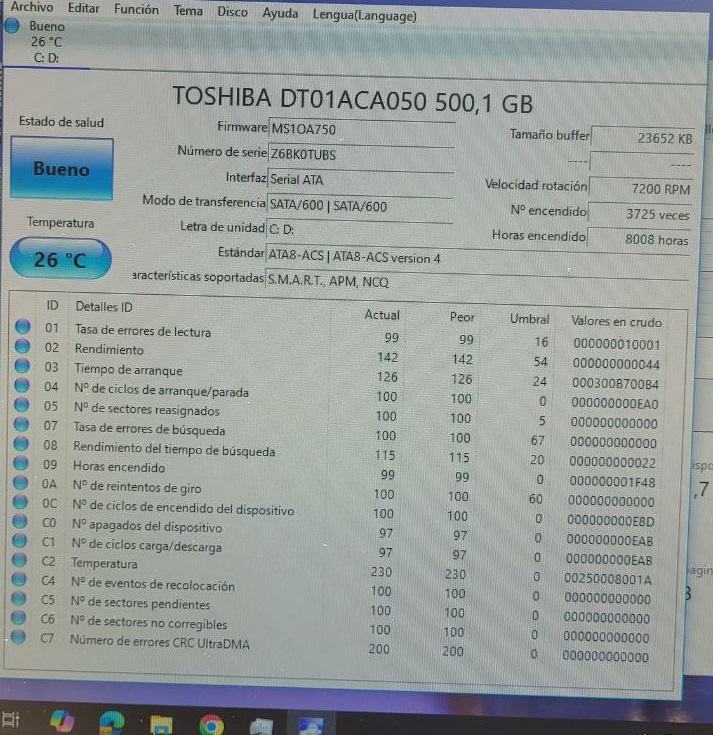 Archivo Editar Función Tema Disco Ayuda Lengua(Language)
Bueno
26 °C
C: D:
TOSHIBA DT01ACA050 500,1 GB
Estado de salud
Bueno
Temperatura
26 °C
Firmware MS1OA750
Número de serie Z6BK0TUBS
Interfaz Serial ATA
Modo de transferencia SATA/600 | SATA/600
Letra de unidad C: D:
Estándar ATA8-ACS | ATA8-ACS version 4
aracterísticas soportadas S.M.A.R.T., APM, NCQ
Tamaño buffer 23652 KB
---- ----
Velocidad rotación 7200 RPM
Nº encendido 3725 veces
Horas encendido 8008 horas
ID Detalles ID Actual Peor Umbral Valores en crudo
01 Tasa de errores de lectura 99 99 16 000000010001
02 Rendimiento 142 142 54 000000000044
03 Tiempo de arranque 126 126 24 000300B700B4
04 Nº de ciclos de arranque/parada 100 100 0 000000000EA0
05 Nº de sectores reasignados 100 100 5 000000000000
07 Tasa de errores de búsqueda 100 100 67 000000000000
08 Rendimiento del tiempo de búsqueda 115 115 20 000000000022
09 Horas encendido 99 99 0 000000001F48
0A Nº de reintentos de giro 100 100 60 000000000000
0C Nº de ciclos de encendido del dispositivo 100 100 0 000000000E8D
C0 Nº apagados del dispositivo 97 97 0 000000000EAB
C1 Nº de ciclos carga/descarga 97 97 0 000000000EAB
C2 Temperatura 230 230 0 00250008001A
C4 Nº de eventos de recolocación 100 100 0 000000000000
C5 Nº de sectores pendientes 100 100 0 000000000000
C6 Nº de sectores no corregibles 100 100 0 000000000000
C7 Número de errores CRC UltraDMA 200 200 0 000000000000